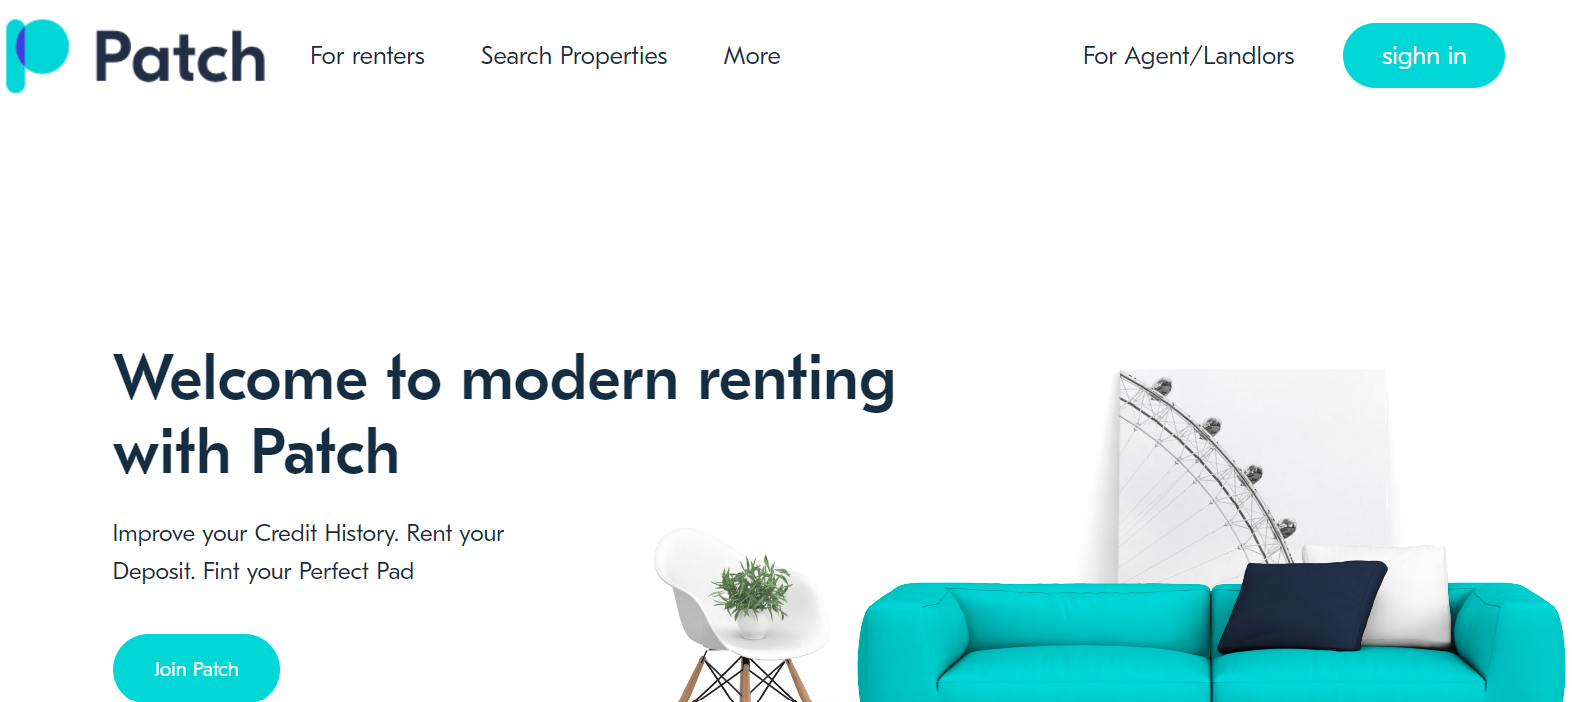 Patch
For renters
Search Properties
More
For Agent/Landlors
sighn in
Welcome to modern renting
with Patch
Improve your Credit History. Rent your
Deposit. Fint your Perfect Pad
Join Patch